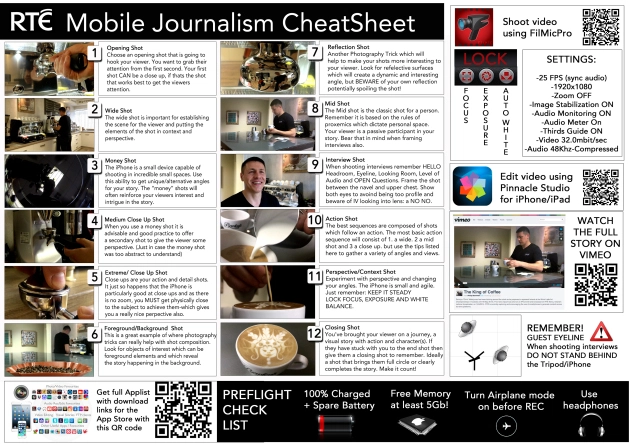 RTÉ Mobile Journalism CheatSheet
1
Opening Shot
Choose an opening shot that is going to
hook your viewer. You want to grab their
attention from the first second. Your first
shot CAN be a close up, if thats the shot
that works best to get the viewers
attention.
2
Wide Shot
The wide shot is important for establishing
the scene for the viewer and putting the
elements of the shot in context and
perspective.
3
Money Shot
The iPhone is a small device capable of
shooting in incredible small spaces. Use
this ability to get unique/alternative angles
for your story. The "money" shots will
often reinforce your viewers interest and
intrigue in the story.
4
Medium Close Up Shot
When you use a money shot it is
advisable and good practice to offer
a secondary shot to give the viewer some
perspective. (Just in case the money shot
was too abstract to understand)
5
Extreme/ Close Up Shot
Close ups are your action and detail shots.
It just so happens that the iPhone is
particularly good at close ups and as there
is no zoom, you MUST get physically close
to the subject to achieve them-which gives
you a really nice perpective also.
6
Foreground/Background Shot
This is a great example of where photography
tricks can really help with shot composition.
Look for objects of interest which can be
foreground elements and which reveal
the story happening in the background.
7
Reflection Shot
Another Photography Trick which will
help to make your shots more interesting to
your viewer. Look for refelective surfaces
which will create a dynamic and interesting
angle, but BEWARE of your own reflection
potentially spoiling the shot!
8
Mid Shot
The Mid shot is the classic shot for a person.
Remember it is based on the rules of
proxemics which dictate personal space.
Your viewer is a passive participant in your
story. Bear that in mind when framing
interviews also.
9
Interview Shot
When shooting interviews remember HELLO
Headroom, Eyeline, Looking Room, Level of
Audio and OPEN Questions. Frame the shot
between the navel and upper chest. Show
both eyes to avoid being too profile and
beware of IV looking into lens: a NO NO.
10
Action Shot
The best sequences are composed of shots
which follow an action. The most basic action
sequence will consist of 1. a wide. 2 a mid
shot and 3 a close up. but use the tips listed
here to gather a variety of angles and views.
11
Perspective/Context Shot
Experiment with perspective and changing
your angles. The iPhone is small and agile.
Just remember: KEEP IT STEADY
LOCK FOCUS, EXPOSURE AND WHITE
BALANCE.
12
Closing Shot
You've brought your viewer on a journey, a
visual story with action and character(s). If
they have stuck with you to the end shot then
give them a closing shot to remember. Ideally
a shot that brings them full circle or clearly
completes the story. Make it count!
Shoot video
using FilMicPro
LOCK
FOCUS
EXPOSURE
AUTO WHITE
SETTINGS:
-25 FPS (sync audio)
-1920x1080
-Zoom OFF
-Image Stabilization ON
-Audio Monitoring ON
-Audio Meter On
-Thirds Guide ON
-Video 32.0mbit/sec
-Audio 48Khz-Compressed
Edit video using
Pinnacle Studio
for iPhone/iPad
vimeo
The King of Coffee
WATCH
THE FULL
STORY ON
VIMEO
REMEMBER!
GUEST EYELINE
When shooting interviews
DO NOT STAND BEHIND
the Tripod/iPhone
Get full Applist
with download
links for the
App Store with
this QR code
PREFLIGHT
CHECK
LIST
100% Charged
+ Spare Battery
Free Memory
at least 5Gb!
Turn Airplane mode
on before REC
Use
headphones